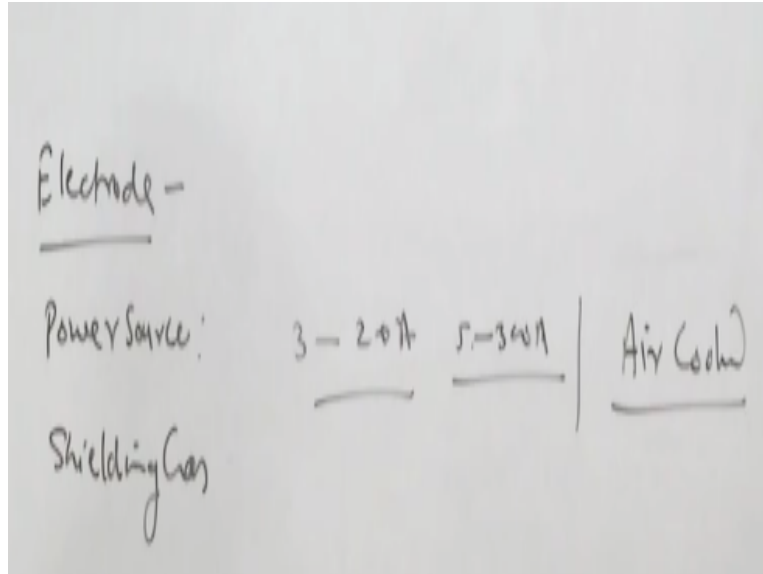 Electrode -
Power Source: 3 - 200A 5-300A | Air Cooled
Shielding Gas